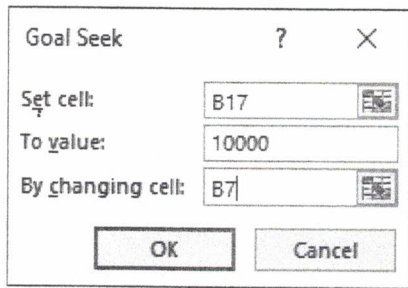 Goal Seek ? ×
Set cell: B17
To value: 10000
By changing cell: B7
OK Cancel